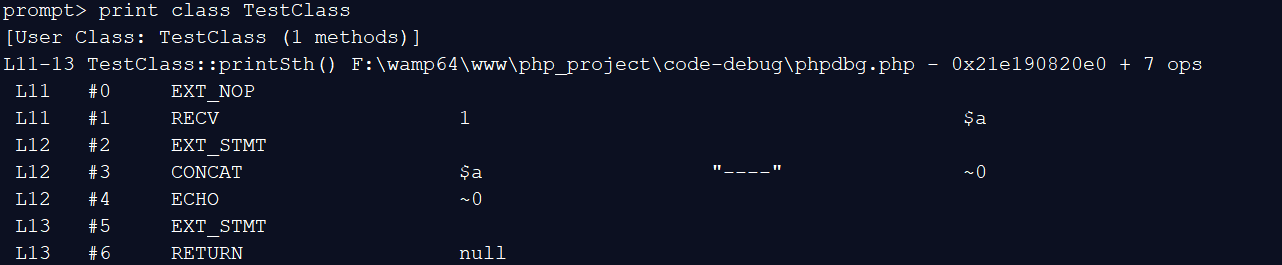 prompt> print class TestClass
[User Class: TestClass (1 methods)]
L11-13 TestClass::printSth() F:\wamp64\www\php_project\code-debug\phpdbg.php - 0x21e190820e0 + 7 ops
L11 #0 EXT_NOP
L11 #1 RECV 1 $a
L12 #2 EXT_STMT
L12 #3 CONCAT $a "----" ~0
L12 #4 ECHO ~0
L13 #5 EXT_STMT
L13 #6 RETURN null